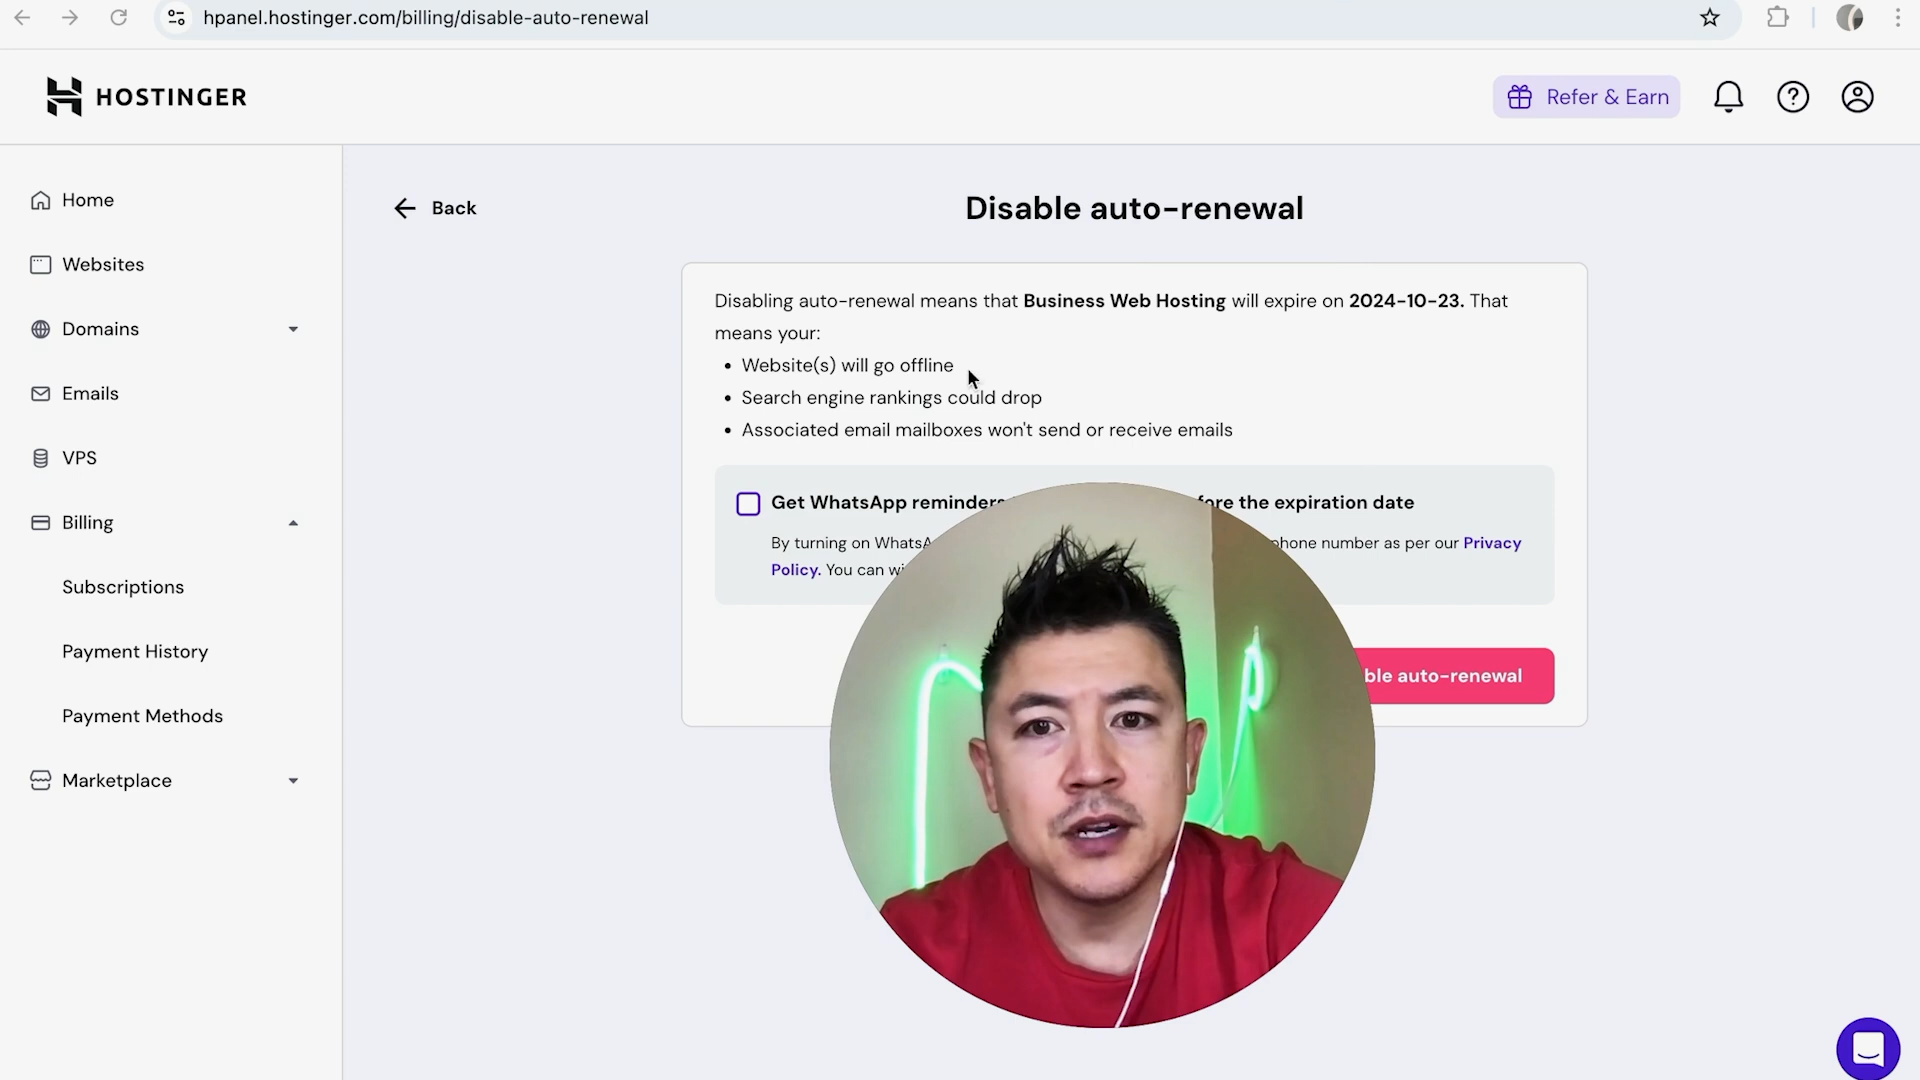 hpanel.hostinger.com/billing/disable-auto-renewal
HOSTINGER
Refer & Earn
Home
Websites
Domains
Emails
VPS
Billing
Subscriptions
Payment History
Payment Methods
Marketplace
Back
Disable auto-renewal
Disabling auto-renewal means that Business Web Hosting will expire on 2024-10-23. That
means your:
• Website(s) will go offline
• Search engine rankings could drop
• Associated email mailboxes won't send or receive emails
Get WhatsApp reminders the expiration date
By turning on phone number as per our Privacy
Policy. You can
auto-renewal